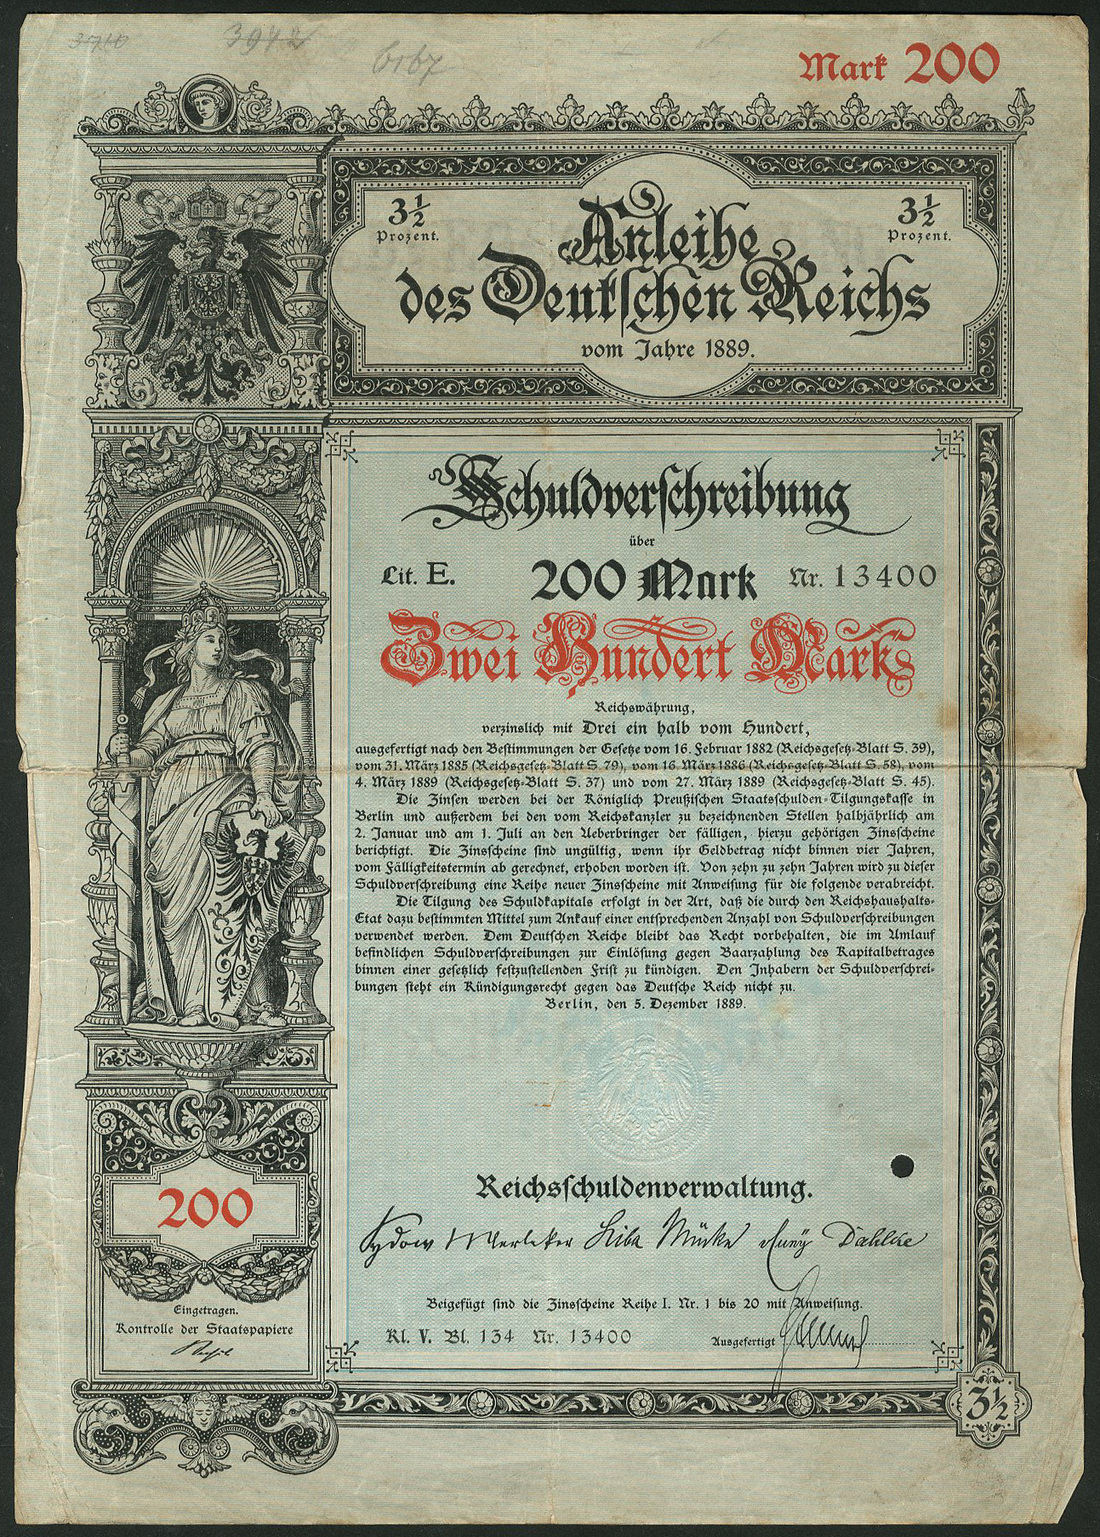 3942
Mark 200
3½ Prozent.
3½ Prozent.
Anleihe
des Deutschen Reichs
vom Jahre 1889.
Schuldverschreibung
über
Lit. E. 200 Mark Nr. 13400
Zwei Hundert Mark
Reichswährung,
verzinslich mit Drei ein halb vom Hundert,
ausgefertigt nach den Bestimmungen der Gesetze vom 16. Februar 1882 (Reichsgesetz-Blatt S. 39),
vom 31. März 1885 (Reichsgesetz-Blatt S. 79), vom 16. März 1886 (Reichsgesetz-Blatt S. 58), vom
4. März 1889 (Reichsgesetz-Blatt S. 37) und vom 27. März 1889 (Reichsgesetz-Blatt S. 45).
Die Zinsen werden bei der Königlich Preußischen Staatsschulden-Tilgungskasse in
Berlin und außerdem bei den vom Reichskanzler zu bezeichnenden Stellen halbjährlich am
2. Januar und am 1. Juli an den Ueberbringer der fälligen, hierzu gehörigen Zinsscheine
berichtigt. Die Zinsscheine sind ungültig, wenn ihr Geldbetrag nicht binnen vier Jahren,
vom Fälligkeitstermin ab gerechnet, erhoben worden ist. Von zehn zu zehn Jahren wird zu dieser
Schuldverschreibung eine Reihe neuer Zinsscheine mit Anweisung für die folgende verabreicht.
Die Tilgung des Schuldkapitals erfolgt in der Art, daß die durch den Reichshaushalts-
Etat dazu bestimmten Mittel zum Ankauf einer entsprechenden Anzahl von Schuldverschreibungen
verwendet werden. Dem Deutschen Reiche bleibt das Recht vorbehalten, die im Umlauf
befindlichen Schuldverschreibungen zur Einlösung gegen Baarzahlung des Kapitalbetrages
binnen einer gesetzlich festzustellenden Frist zu kündigen. Den Inhabern der Schuldverschrei-
bungen steht ein Kündigungsrecht gegen das Deutsche Reich nicht zu.
Berlin, den 5. Dezember 1889.
Reichsschuldenverwaltung.
Sydow Merleker Liba Mücke Dahlke
200
Eingetragen.
Kontrolle der Staatspapiere
Beigefügt sind die Zinsscheine Reihe I. Nr. 1 bis 20 mit Anweisung.
Kl. V. Bl. 134 Nr. 13400 Ausgefertigt
3½